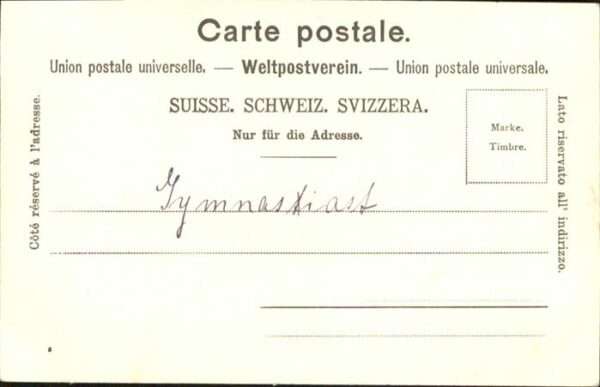 Carte postale.
Union postale universelle. — Weltpostverein. — Union postale universale.
SUISSE. SCHWEIZ. SVIZZERA.
Nur für die Adresse.
Marke.
Timbre.
Côté réservé à l'adresse.
Lato riservato all' indirizzo.
Gymnastiast